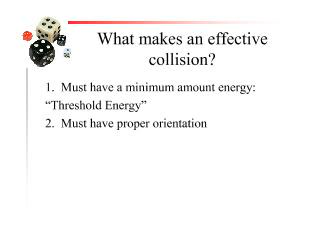 What makes an effective
collision?
1. Must have a minimum amount energy:
“Threshold Energy”
2. Must have proper orientation